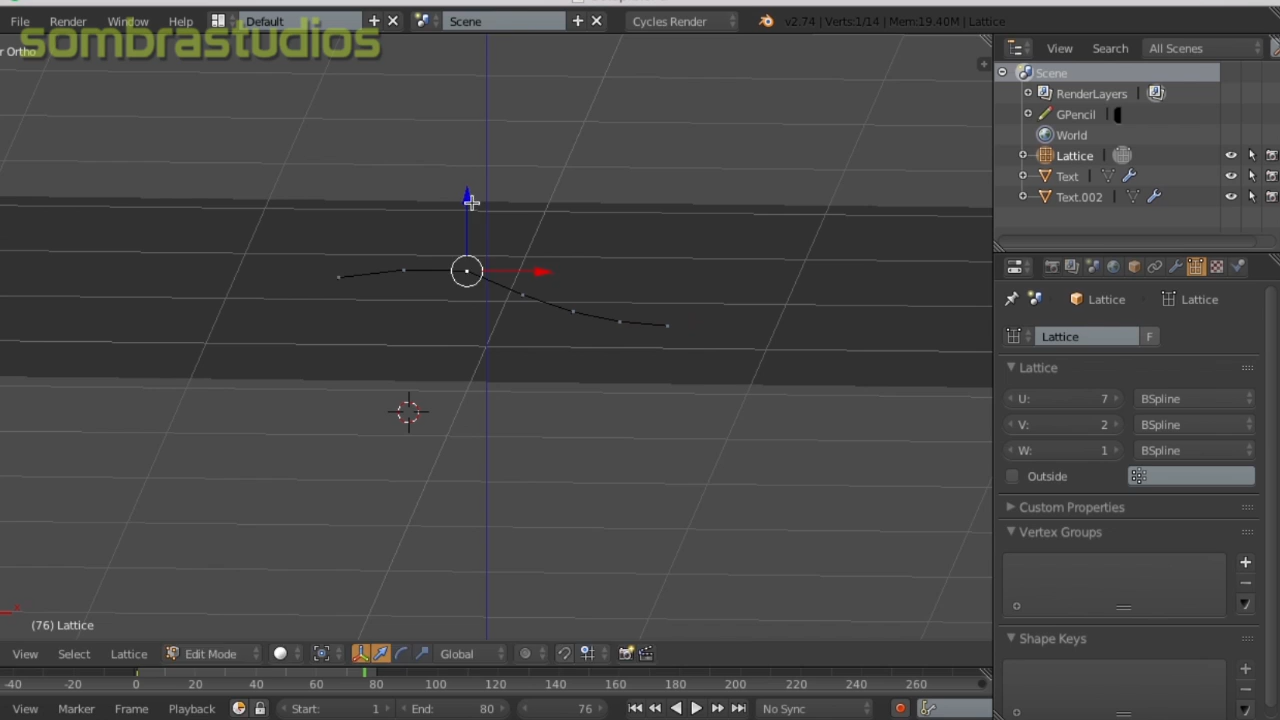 File Render Window Help Default Scene Cycles Render v2.74 | Verts:1/14 | Mem:19.40M | Lattice
sombrastudios
r Ortho
View Search All Scenes
Scene
RenderLayers
GPencil
World
Lattice
Text
Text.002
Lattice Lattice
Lattice F
Lattice
U: 7 BSpline
V: 2 BSpline
W: 1 BSpline
Outside
Custom Properties
Vertex Groups
Shape Keys
(76) Lattice
View Select Lattice Edit Mode Global
-40 -20 0 20 40 60 80 100 120 140 160 180 200 220 240 260
View Marker Frame Playback Start: 1 End: 80 76 No Sync